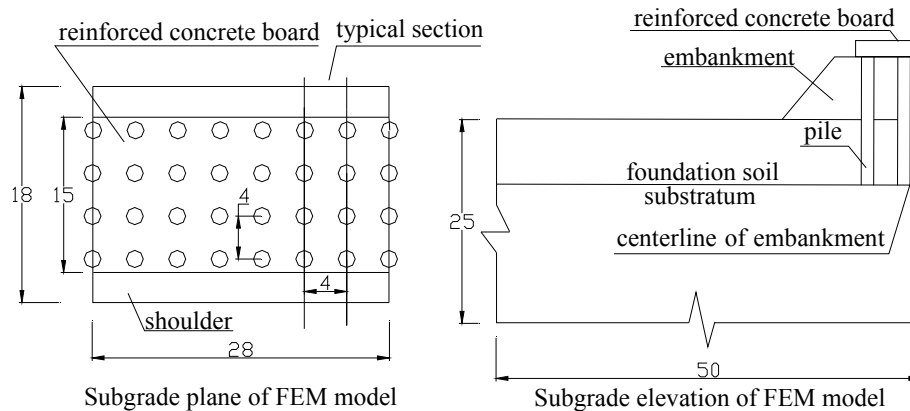 reinforced concrete board
typical section
18
15
4
4
shoulder
28
Subgrade plane of FEM model
reinforced concrete board
embankment
pile
foundation soil
substratum
25
centerline of embankment
50
Subgrade elevation of FEM model